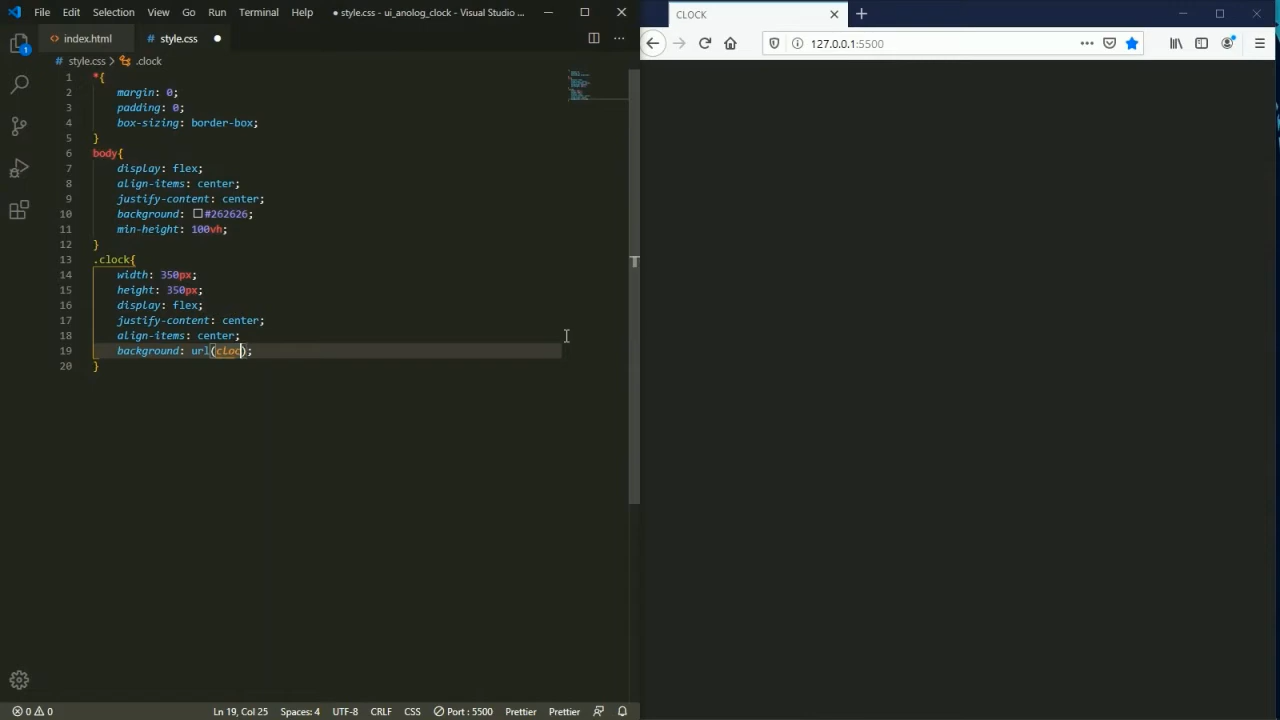 File Edit Selection View Go Run Terminal Help ● style.css - ui_anolog_clock - Visual Studio ...
CLOCK
index.html style.css
127.0.0.1:5500
style.css > .clock
1 *{
2 margin: 0;
3 padding: 0;
4 box-sizing: border-box;
5 }
6 body{
7 display: flex;
8 align-items: center;
9 justify-content: center;
10 background: #262626;
11 min-height: 100vh;
12 }
13 .clock{
14 width: 350px;
15 height: 350px;
16 display: flex;
17 justify-content: center;
18 align-items: center;
19 background: url(cloc);
20 }
1
0 0 Ln 19, Col 25 Spaces: 4 UTF-8 CRLF CSS Port : 5500 Prettier Prettier